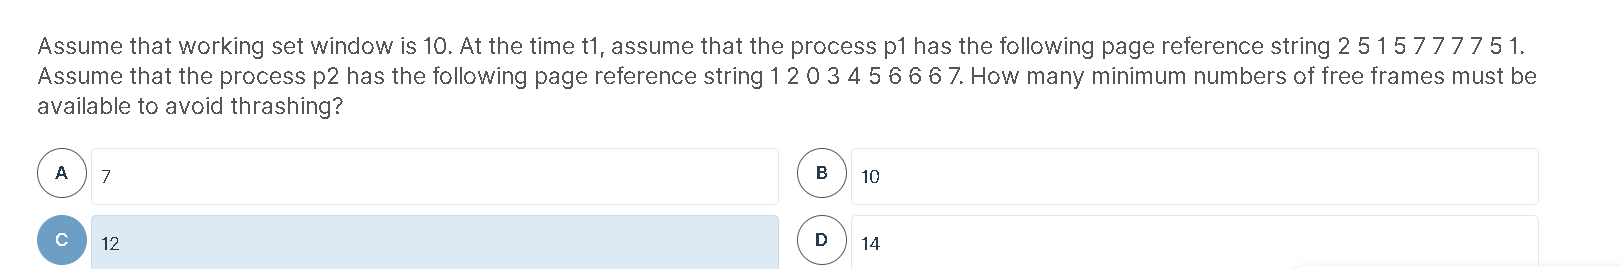 Assume that working set window is 10. At the time t1, assume that the process p1 has the following page reference string 2 5 1 5 7 7 7 7 5 1.
Assume that the process p2 has the following page reference string 1 2 0 3 4 5 6 6 6 7. How many minimum numbers of free frames must be
available to avoid thrashing?
A 7
B 10
C 12
D 14